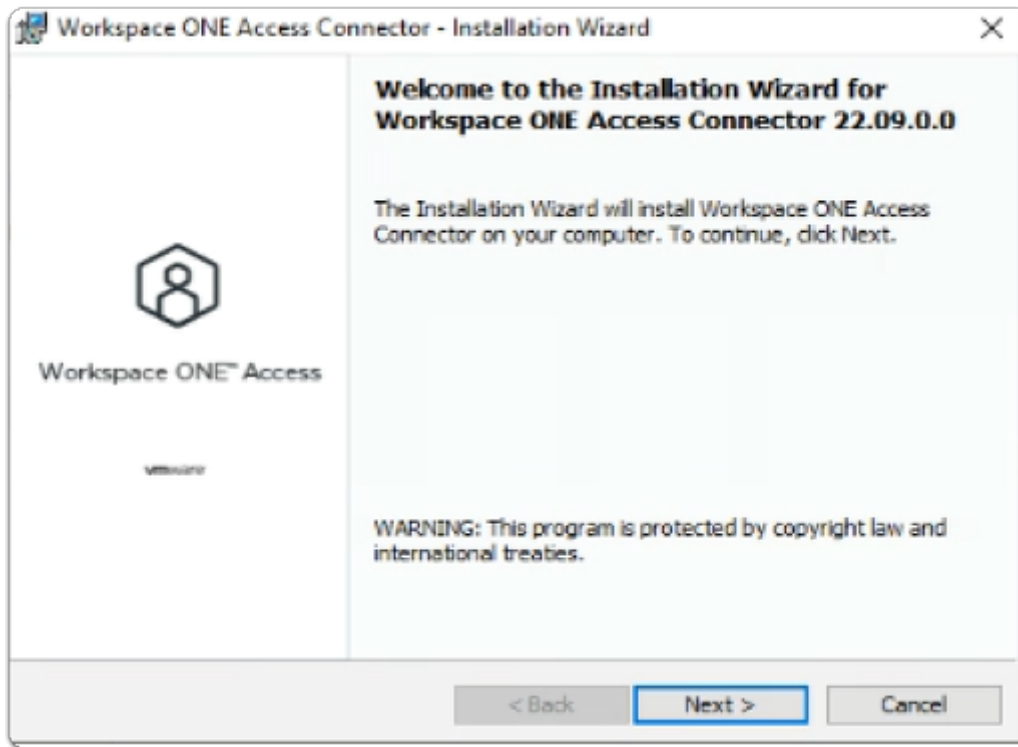 Workspace ONE Access Connector - Installation Wizard
Welcome to the Installation Wizard for
Workspace ONE Access Connector 22.09.0.0
The Installation Wizard will install Workspace ONE Access
Connector on your computer. To continue, click Next.
Workspace ONE™ Access
vmware
WARNING: This program is protected by copyright law and
international treaties.
< Back
Next >
Cancel